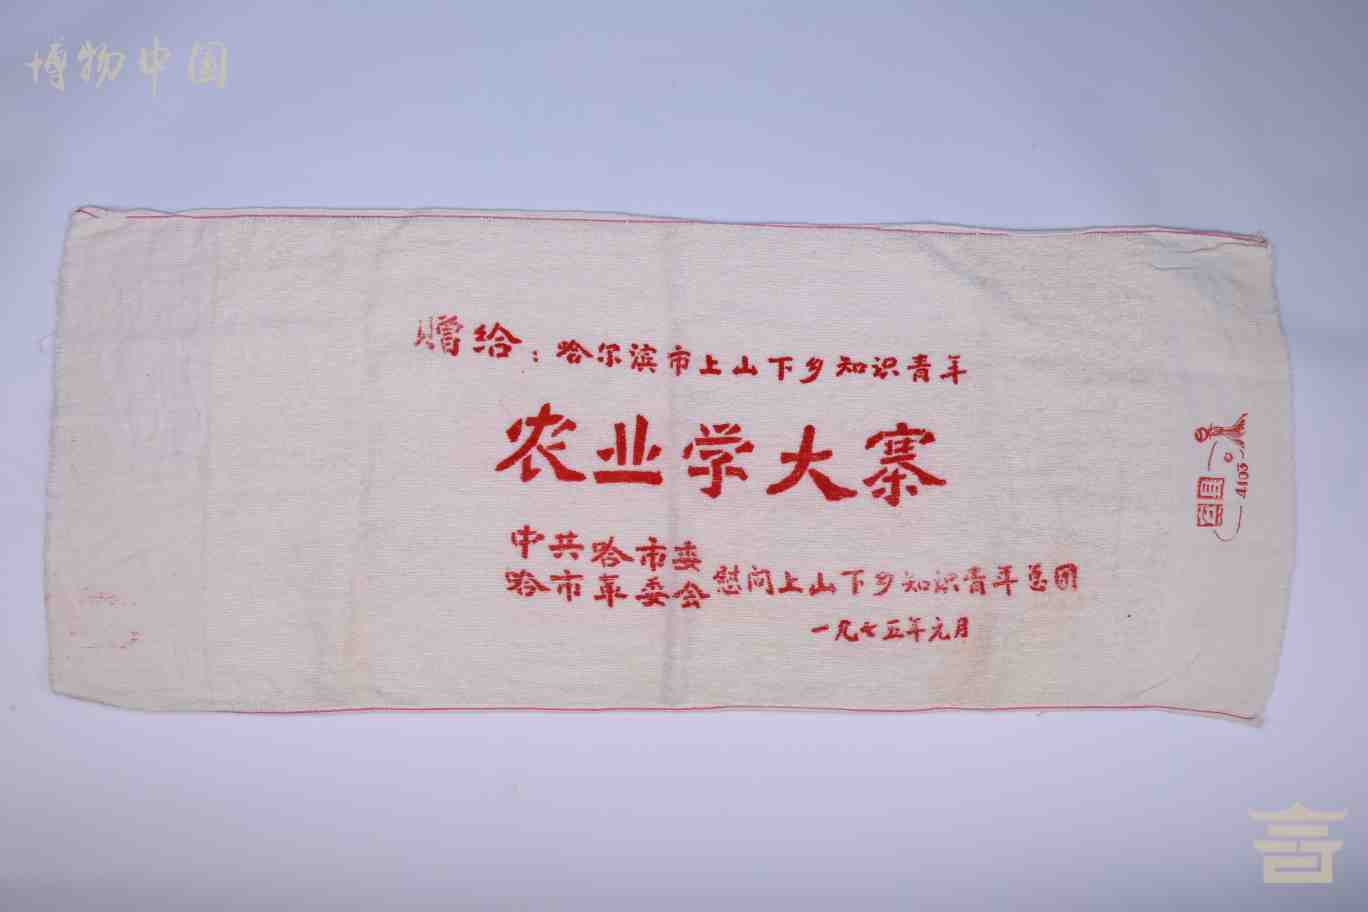 博物中国
赠给：哈尔滨市上山下乡知识青年
农业学大寨
中共哈市委
哈市革委会
慰问上山下乡知识青年总团
一九七五年元月
4103